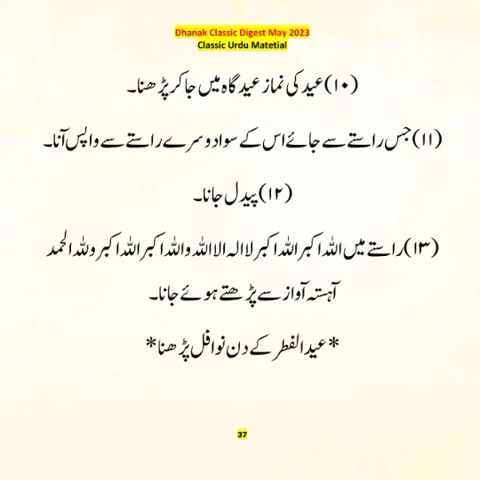 Dhanak Classic Digest May 2023
Classic Urdu Matetial
(۱۰)عید کی نماز عید گاہ میں جا کر پڑھنا۔
(۱۱)جس راستے سے جائے اس کے سوا دوسرے راستے سے واپس آنا۔
(۱۲)پیدل جانا۔
(۱۳)راستے میں اللہ اکبر اللہ اکبر لا الہ الا اللہ واللہ اکبر اللہ اکبر وللہ الحمد
آہستہ آواز سے پڑھتے ہوئے جانا۔
*عید الفطر کے دن نوافل پڑھنا*
37